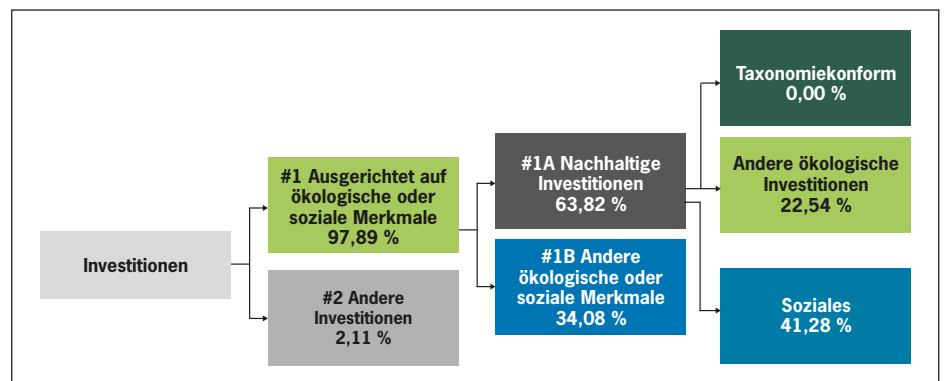 Investitionen
#1 Ausgerichtet auf
ökologische oder
soziale Merkmale
97,89 %
#2 Andere
Investitionen
2,11 %
#1A Nachhaltige
Investitionen
63,82 %
#1B Andere
ökologische oder
soziale Merkmale
34,08 %
Taxonomiekonform
0,00 %
Andere ökologische
Investitionen
22,54 %
Soziales
41,28 %